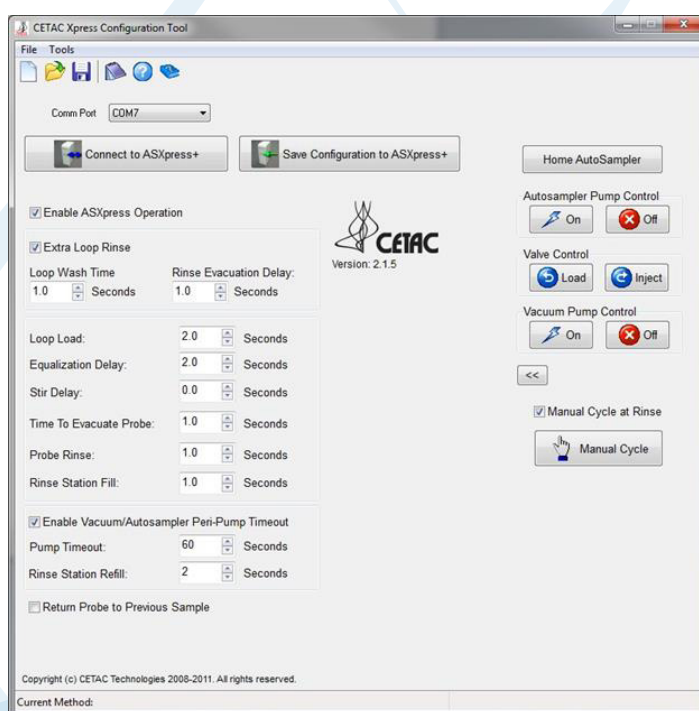 CETAC Xpress Configuration Tool
File Tools
Comm Port COM7
Connect to ASXpress+ Save Configuration to ASXpress+
Home AutoSampler
Enable ASXpress Operation
Autosampler Pump Control
On Off
Extra Loop Rinse
CETAC
Version: 2.1.5
Valve Control
Load Inject
Loop Wash Time Rinse Evacuation Delay:
1.0 Seconds 1.0 Seconds
Vacuum Pump Control
On Off
Loop Load: 2.0 Seconds
Equalization Delay: 2.0 Seconds
<<
Stir Delay: 0.0 Seconds
Manual Cycle at Rinse
Time To Evacuate Probe: 1.0 Seconds
Manual Cycle
Probe Rinse: 1.0 Seconds
Rinse Station Fill: 1.0 Seconds
Enable Vacuum/Autosampler Peri-Pump Timeout
Pump Timeout: 60 Seconds
Rinse Station Refill: 2 Seconds
Return Probe to Previous Sample
Copyright (c) CETAC Technologies 2008-2011. All rights reserved.
Current Method: